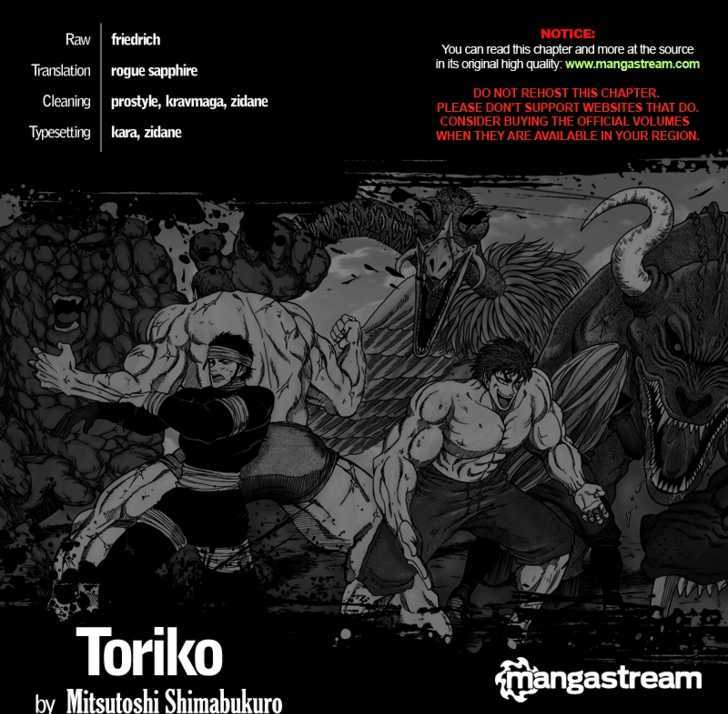 Raw friedrich
Translation rogue sapphire
Cleaning prostyle, kravmaga, zidane
Typesetting kara, zidane
NOTICE:
You can read this chapter and more at the source
in its original high quality: www.mangastream.com
DO NOT REHOST THIS CHAPTER.
PLEASE DON'T SUPPORT WEBSITES THAT DO.
CONSIDER BUYING THE OFFICIAL VOLUMES
WHEN THEY ARE AVAILABLE IN YOUR REGION.
Toriko
by Mitsutoshi Shimabukuro
mangastream